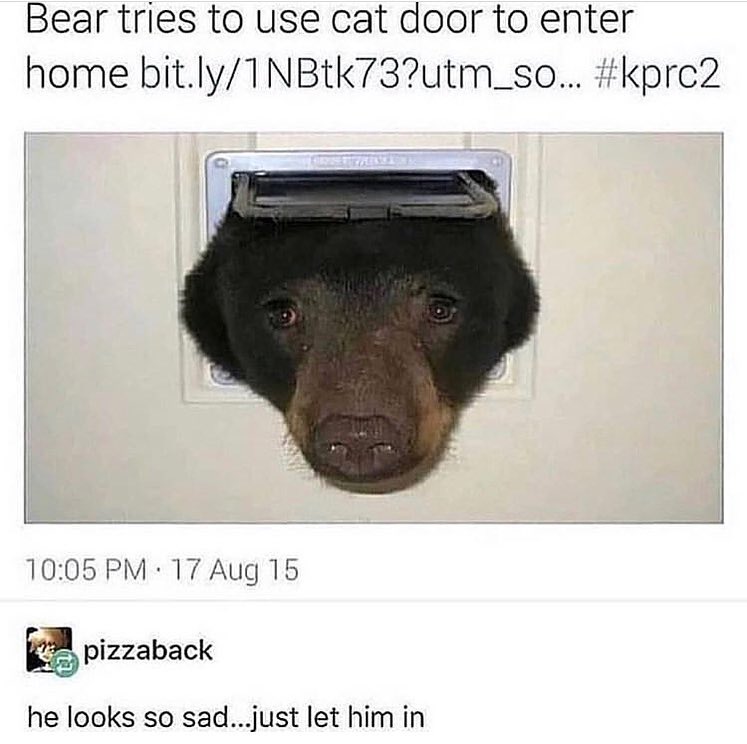 Bear tries to use cat door to enter
home bit.ly/1NBtk73?utm_so... #kprc2
10:05 PM · 17 Aug 15
pizzaback
he looks so sad...just let him in